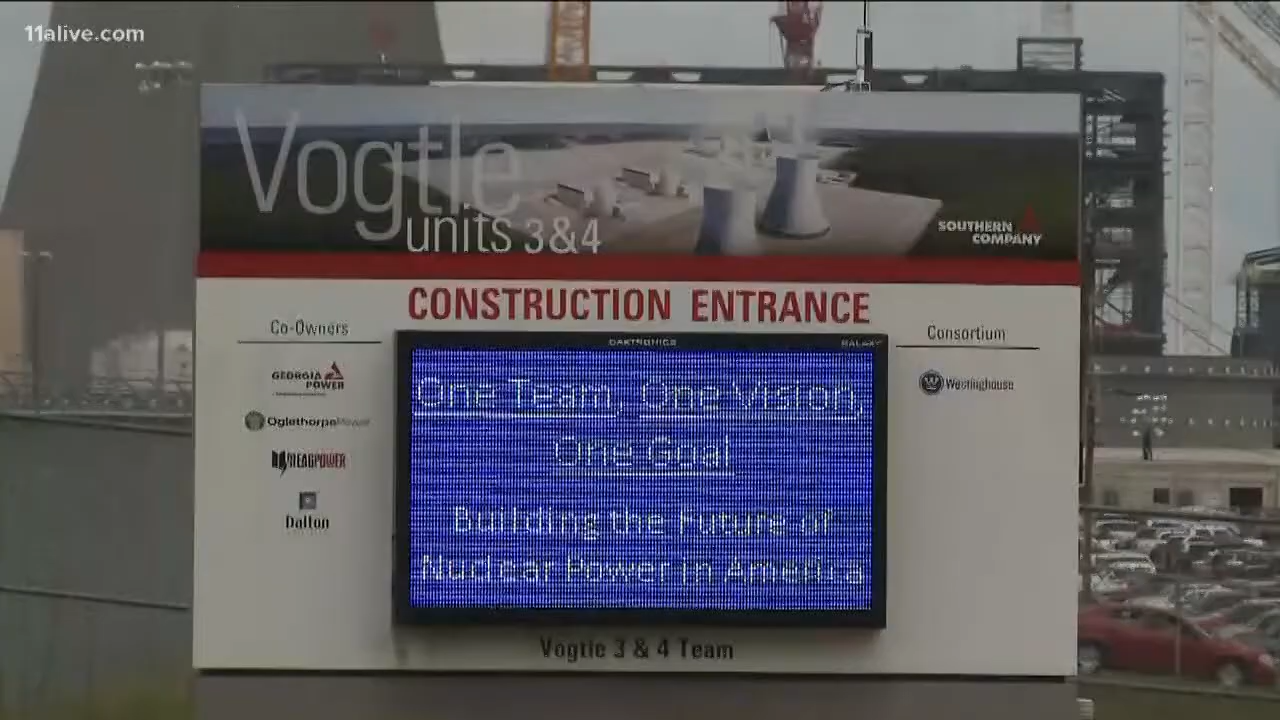 11alive.com
Vogtle
units 3&4
SOUTHERN
COMPANY
CONSTRUCTION ENTRANCE
Co-Owners
GEORGIA
POWER
OglethorpePower
MEAGPOWER
Dalton
DAKTRONICS
GALAXY
One Team, One Vision,
One Goal
Building the Future of
Nuclear Power in America
Consortium
Westinghouse
Vogtle 3 & 4 Team